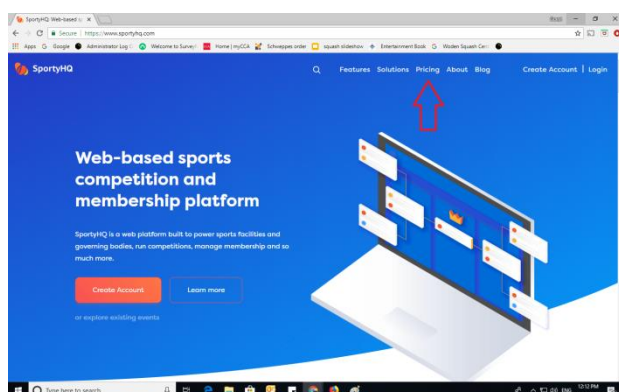 SportyHQ: Web-based s
Secure | https://www.sportyhq.com
Apps
Google
Administrator Log
Welcome to Survey
Home | myCCA
Schweppes order
squash slideshow
Entertainment Book
SportyHQ
Features Solutions Pricing About Blog
Create Account | Login
Web-based sports
competition and
membership platform
SportyHQ is a web platform built to power sports facilities and
governing bodies, run competitions, manage membership and so
much more.
Create Account
Learn more
or explore existing events
Type here to search
ENG
12:12 PM